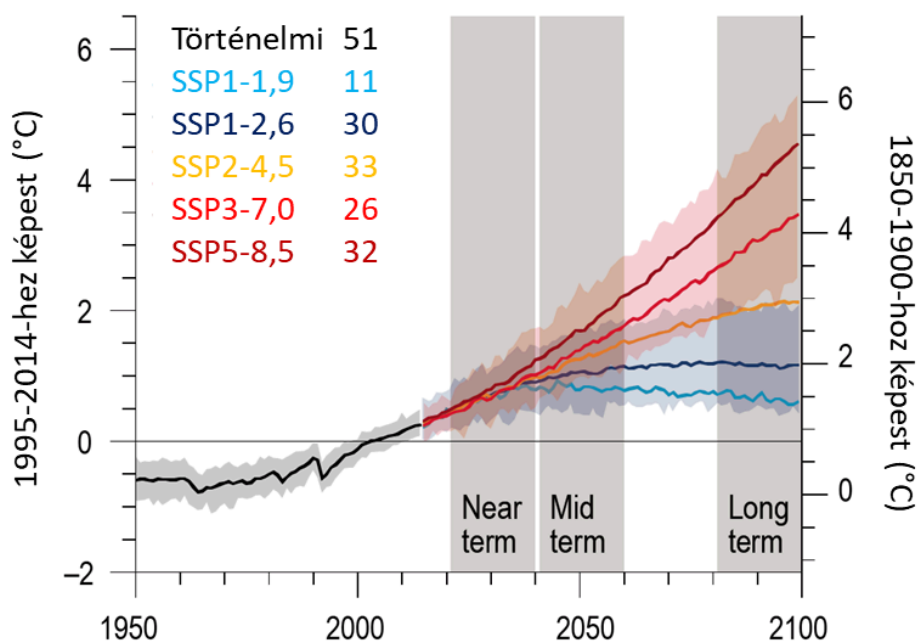 1995-2014-hez képest (°C)
6
4
2
0
−2
Történelmi 51
SSP1-1,9 11
SSP1-2,6 30
SSP2-4,5 33
SSP3-7,0 26
SSP5-8,5 32
Near
term
Mid
term
Long
term
6
4
2
0
1850-1900-hoz képest (°C)
1950 2000 2050 2100